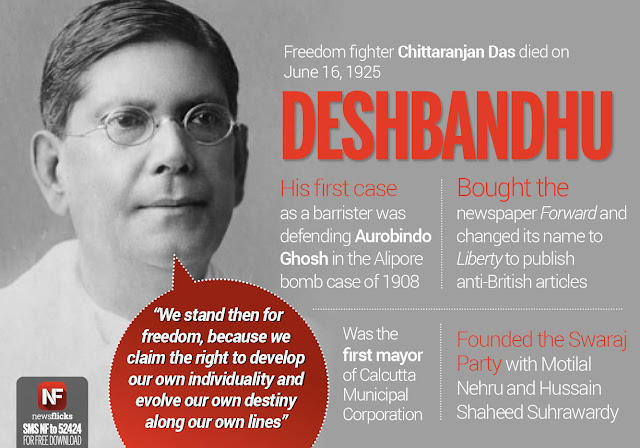 Freedom fighter Chittaranjan Das died on
June 16, 1925
DESHBANDHU
His first case
as a barrister was
defending Aurobindo
Ghosh in the Alipore
bomb case of 1908
Bought the
newspaper Forward and
changed its name to
Liberty to publish
anti-British articles
"We stand then for
freedom, because we
claim the right to develop
our own individuality and
evolve our own destiny
along our own lines"
Was the
first mayor
of Calcutta
Municipal
Corporation
Founded the Swaraj
Party with Motilal
Nehru and Hussain
Shaheed Suhrawardy
NF
newsflicks
SMS NF to 52424
FOR FREE DOWNLOAD